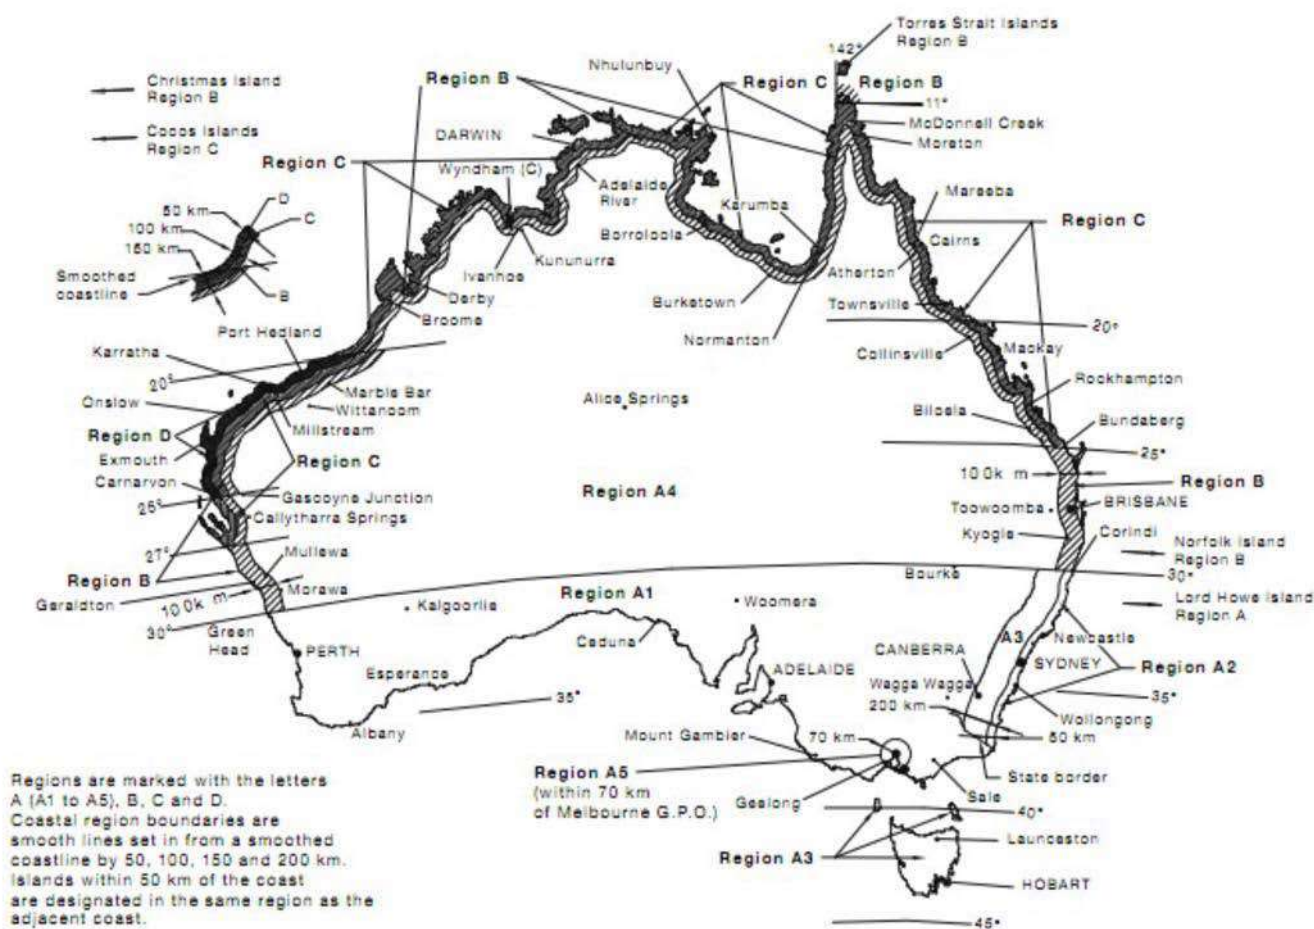 Torres Strait Islands
Region B
142°
Nhulunbuy
Region B
Region C
Region B
11°
Christmas Island
Region B
Cocos Islands
Region C
DARWIN
McDonnell Creek
Moreton
Region C
Wyndham (C)
Adelaide
River
Mareeba
Karumba
Region C
50 km
D
C
100 km
150 km
Borroloola
Cairns
Smoothed
coastline
B
Ivanhoe
Kununurra
Atherton
Derby
Burketown
Townsville
Broome
Port Hedland
Normanton
20°
Karratha
Collinsville
Mackay
20°
Marble Bar
Rockhampton
Onslow
Wittanoom
Alice Springs
Biloela
Millstream
Bundaberg
Region D
Exmouth
Region C
25°
Carnarvon
100k m
Region B
Gascoyne Junction
Region A4
25°
Toowoomba
BRISBANE
Callytharra Springs
Kyogle
Corindi
27°
Mullewa
Norfolk Island
Region B
Region B
Bourke
30°
Geraldton
100k m
Morawa
Region A1
Lord Howe Island
Region A
30°
Kalgoorlie
Woomera
Green
Head
Ceduna
A3
Newcastle
PERTH
CANBERRA
SYDNEY
Region A2
Esperance
ADELAIDE
Wagga Wagga
35°
35°
200 km
Wollongong
Albany
Mount Gambier
70 km
50 km
Region A5
(within 70 km
of Melbourne G.P.O.)
Geelong
State border
Sale
40°
Launceston
Region A3
HOBART
45°
Regions are marked with the letters
A (A1 to A5), B, C and D.
Coastal region boundaries are
smooth lines set in from a smoothed
coastline by 50, 100, 150 and 200 km.
Islands within 50 km of the coast
are designated in the same region as the
adjacent coast.